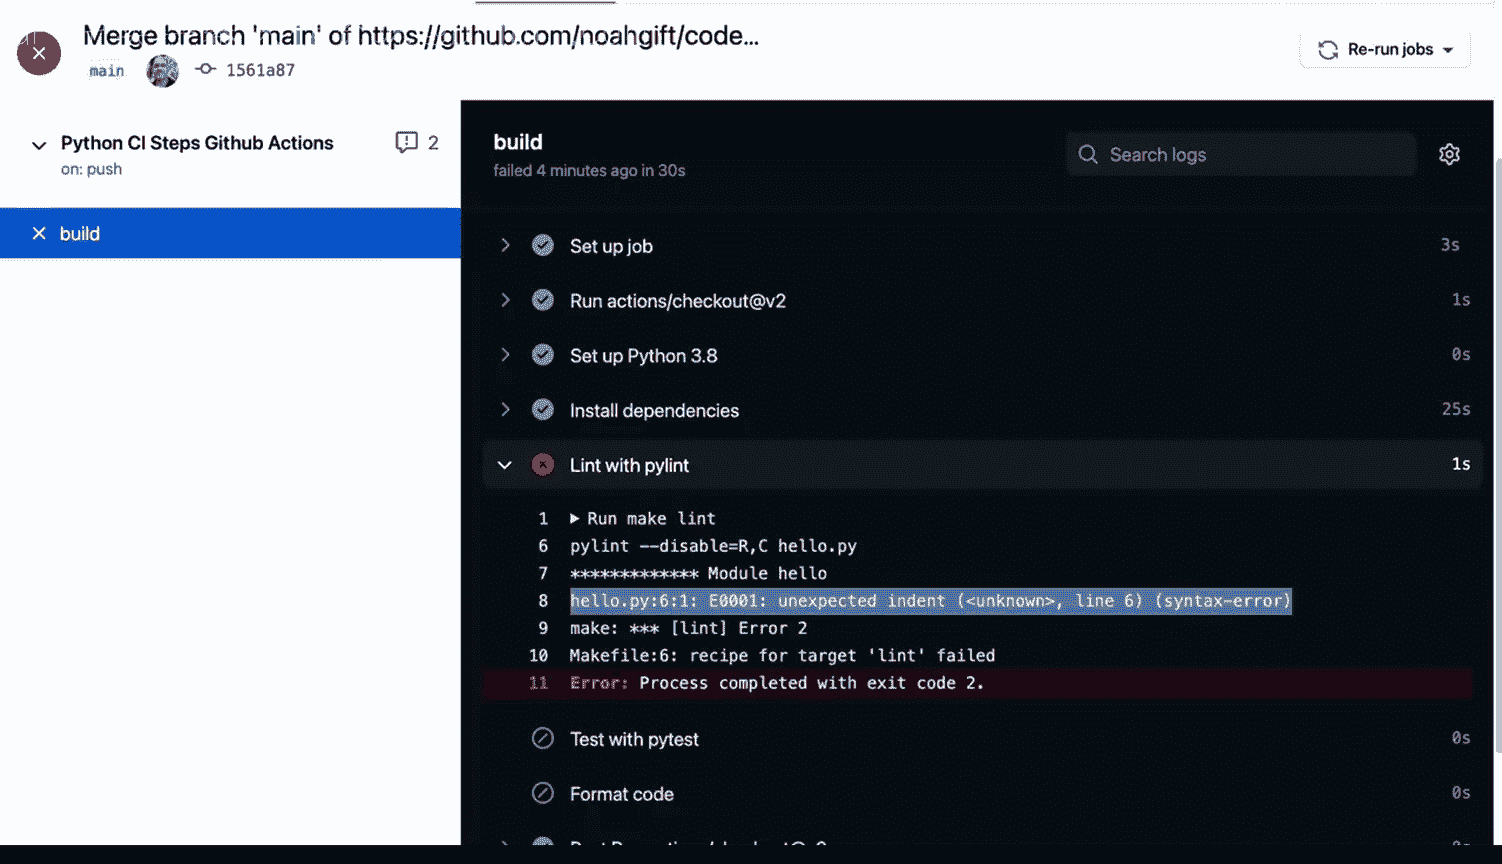 Merge branch 'main' of https://github.com/noahgift/code...
main 1561a87
Re-run jobs
Python CI Steps Github Actions 2
on: push
build
build
failed 4 minutes ago in 30s
Search logs
Set up job 3s
Run actions/checkout@v2 1s
Set up Python 3.8 0s
Install dependencies 25s
Lint with pylint 1s
1 Run make lint
6 pylint --disable=R,C hello.py
7 ************* Module hello
8 hello.py:6:1: E0001: unexpected indent (<unknown>, line 6) (syntax-error)
9 make: *** [lint] Error 2
10 Makefile:6: recipe for target 'lint' failed
11 Error: Process completed with exit code 2.
Test with pytest 0s
Format code 0s